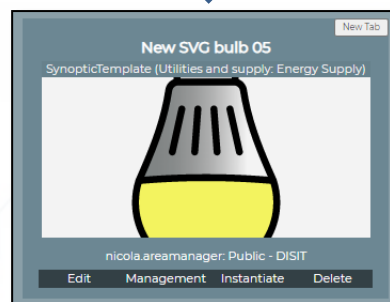 New Tab
New SVG bulb 05
SynopticTemplate (Utilities and supply: Energy Supply)
nicola.areamanager: Public - DISIT
Edit Management Instantiate Delete